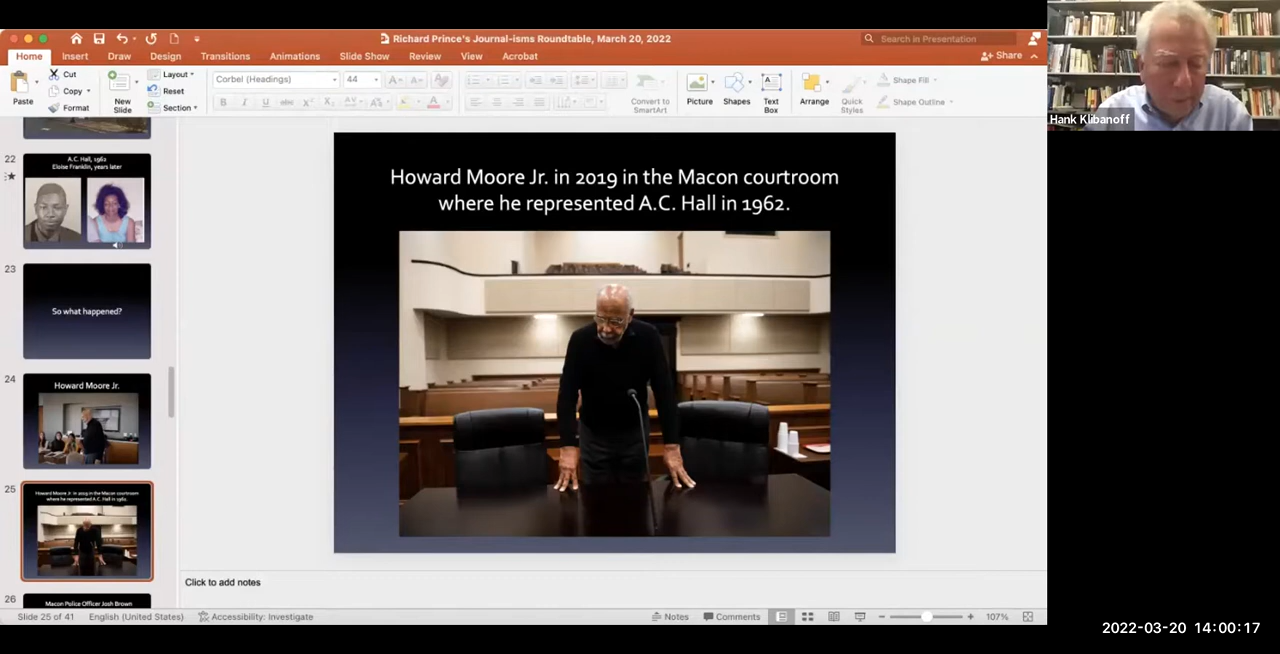 Richard Prince's Journal-isms Roundtable, March 20, 2022
Search in Presentation
Home Insert Draw Design Transitions Animations Slide Show Review View Acrobat
Share
Paste
Cut
Copy
Format
New Slide
Layout
Reset
Section
Corbel (Headings)
44
Convert to SmartArt
Picture
Shapes
Text Box
Arrange
Quick Styles
Shape Fill
Shape Outline
Hank Klibanoff
22
A.C. Hall, 1962
Eloise Franklin, years later
23
So what happened?
24
Howard Moore Jr.
25
Howard Moore Jr. in 2019 in the Macon courtroom
where he represented A.C. Hall in 1962.
26
Macon Police Officer Josh Brown
Howard Moore Jr. in 2019 in the Macon courtroom
where he represented A.C. Hall in 1962.
Click to add notes
Slide 25 of 41
English (United States)
Accessibility: Investigate
Notes
Comments
107%
2022-03-20 14:00:17